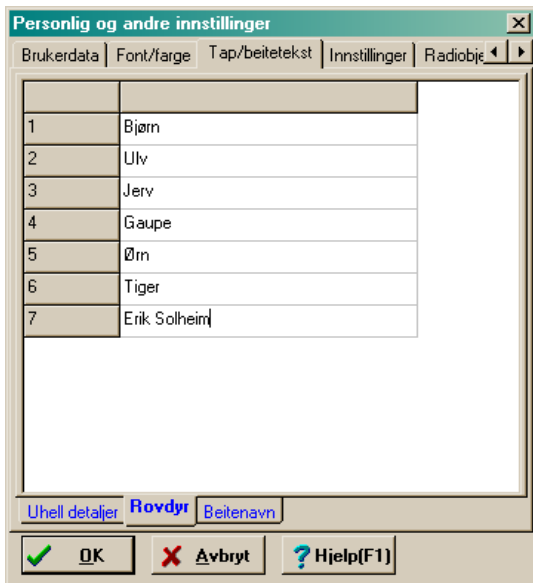 Personlig og andre innstillinger
Brukerdata Font/farge Tap/beitetekst Innstillinger Radiobje
1 Bjørn
2 Ulv
3 Jerv
4 Gaupe
5 Ørn
6 Tiger
7 Erik Solheim
Uhell detaljer Rovdyr Beitenavn
OK Avbryt Hjelp(F1)